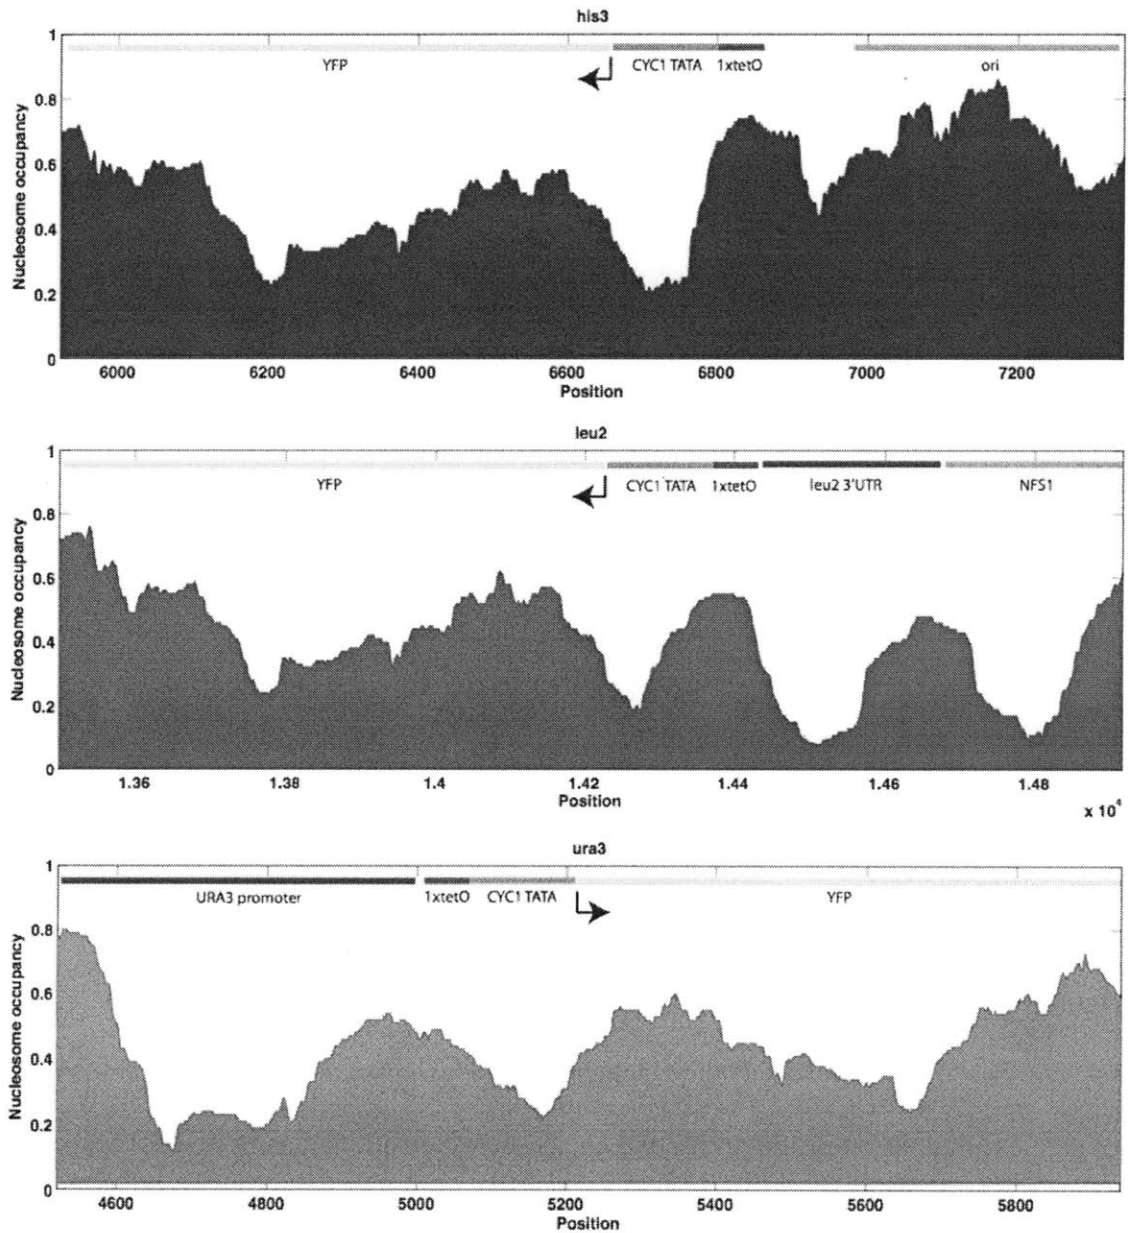 his3
1
YFP
CYC1 TATA
1xtetO
ori
0.8
0.6
0.4
0.2
0
Nucleosome occupancy
6000 6200 6400 6600 6800 7000 7200
Position
leu2
1
YFP
CYC1 TATA
1xtetO
leu2 3'UTR
NFS1
0.8
0.6
0.4
0.2
0
Nucleosome occupancy
1.36 1.38 1.4 1.42 1.44 1.46 1.48
Position
x 10⁴
ura3
1
URA3 promoter
1xtetO
CYC1 TATA
YFP
0.8
0.6
0.4
0.2
0
Nucleosome occupancy
4600 4800 5000 5200 5400 5600 5800
Position